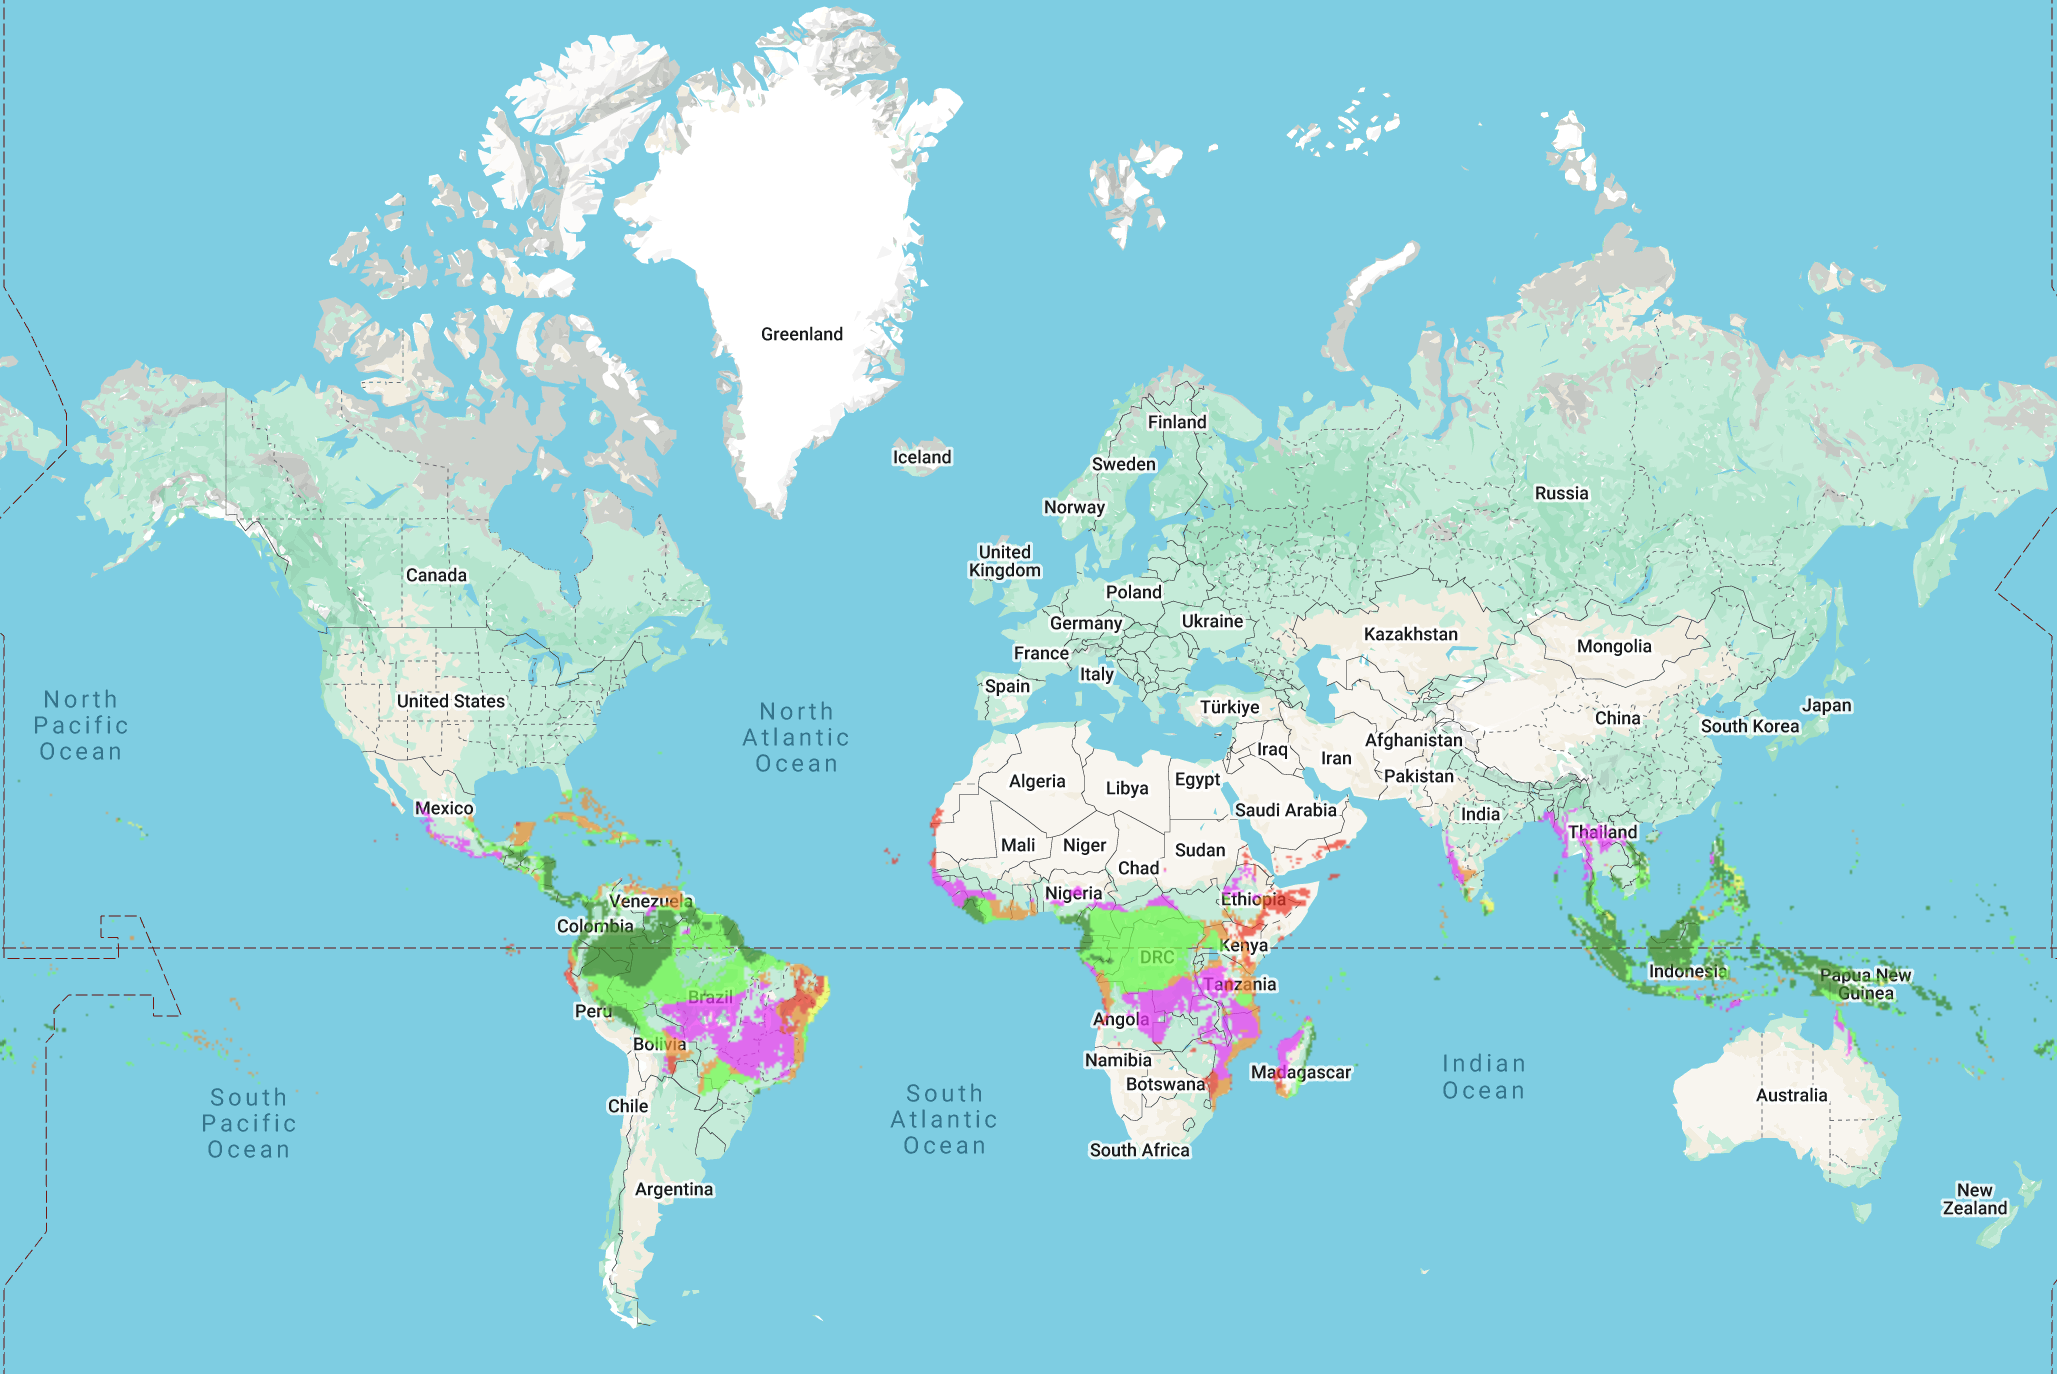 Greenland
Finland
Iceland
Sweden
Russia
Norway
United
Kingdom
Canada
Poland
Germany
Ukraine
Kazakhstan
Mongolia
France
Italy
Spain
United States
Türkiye
China
Japan
South Korea
North
Pacific
Ocean
North
Atlantic
Ocean
Iraq
Iran
Afghanistan
Pakistan
Algeria
Libya
Egypt
Saudi Arabia
India
Mexico
Mali
Niger
Chad
Sudan
Thailand
Nigeria
Ethiopia
Venezuela
Colombia
Kenya
DRC
Indonesia
Papua New
Guinea
Tanzania
Brazil
Peru
Angola
Bolivia
Namibia
Botswana
Madagascar
Indian
Ocean
Australia
South
Pacific
Ocean
Chile
South
Atlantic
Ocean
South Africa
Argentina
New
Zealand